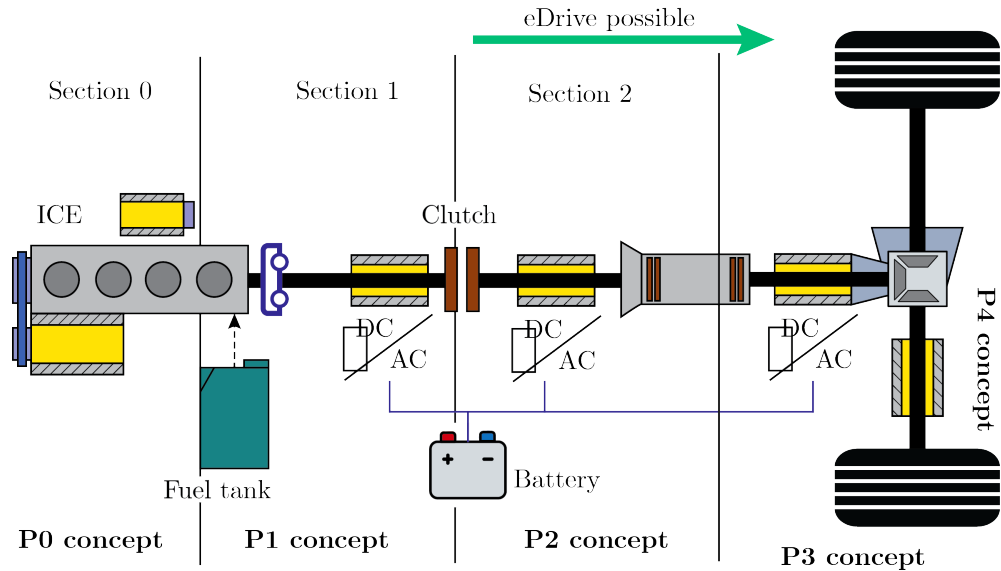 eDrive possible
Section 0
Section 1
Section 2
ICE
Clutch
DC
AC
DC
AC
DC
AC
P4 concept
+ −
Battery
Fuel tank
P0 concept
P1 concept
P2 concept
P3 concept